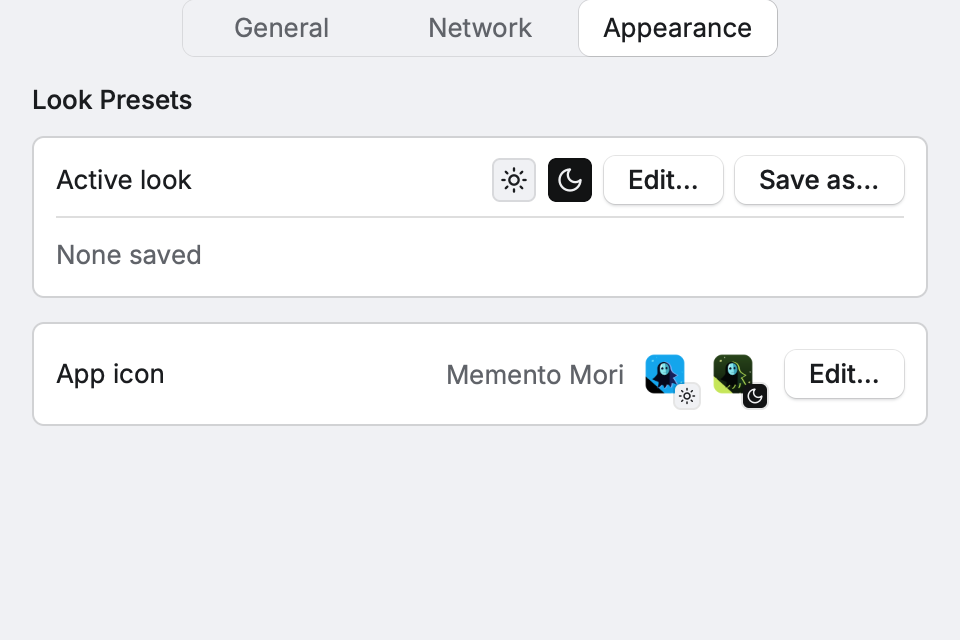 General Network Appearance
Look Presets
Active look Edit... Save as...
None saved
App icon Memento Mori Edit...